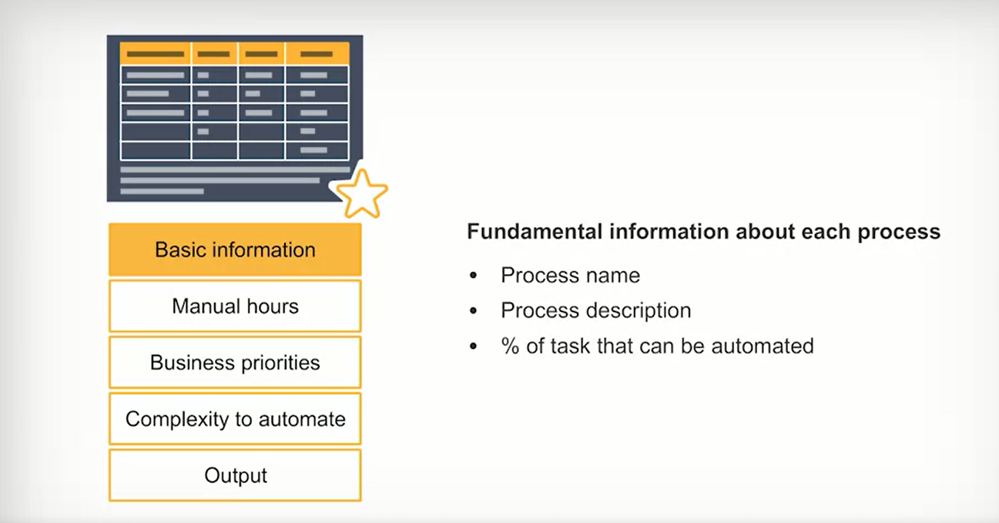 Basic information
Manual hours
Business priorities
Complexity to automate
Output
Fundamental information about each process
• Process name
• Process description
• % of task that can be automated